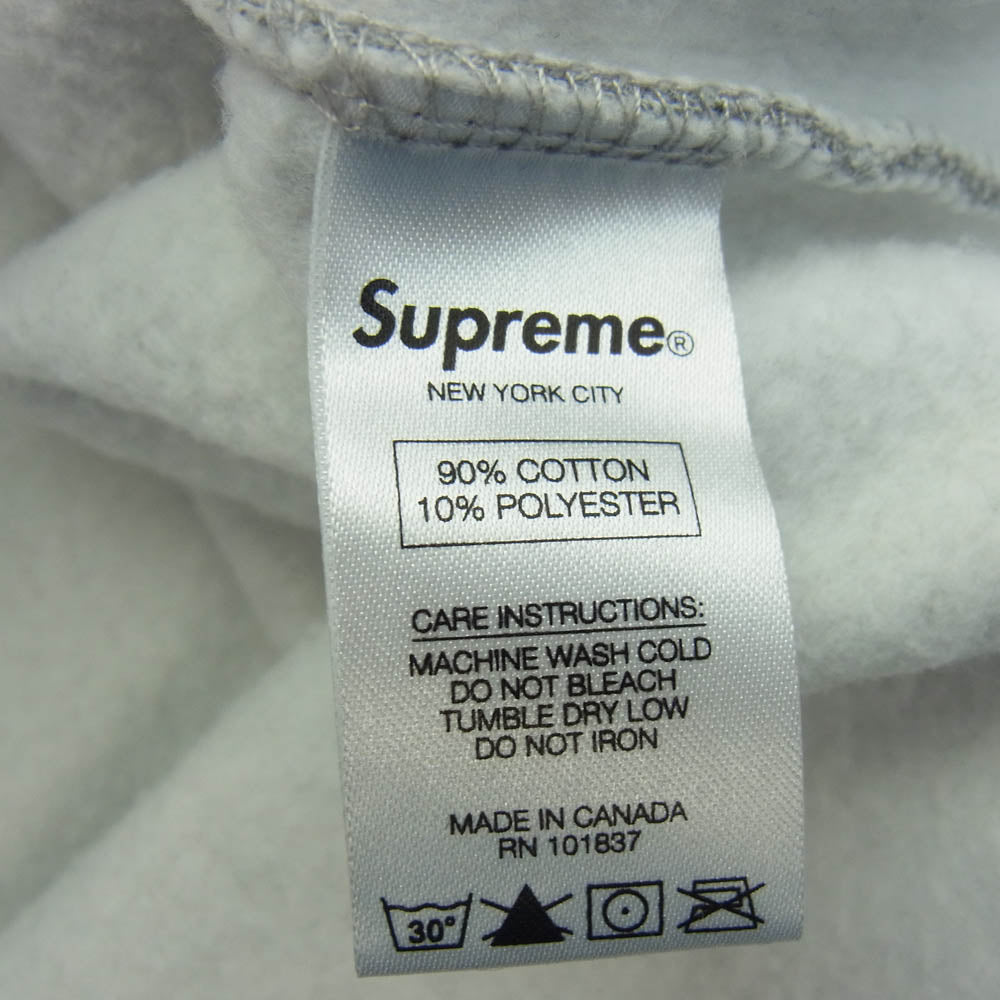 Supreme®
NEW YORK CITY
90% COTTON
10% POLYESTER
CARE INSTRUCTIONS:
MACHINE WASH COLD
DO NOT BLEACH
TUMBLE DRY LOW
DO NOT IRON
MADE IN CANADA
RN 101837
30°